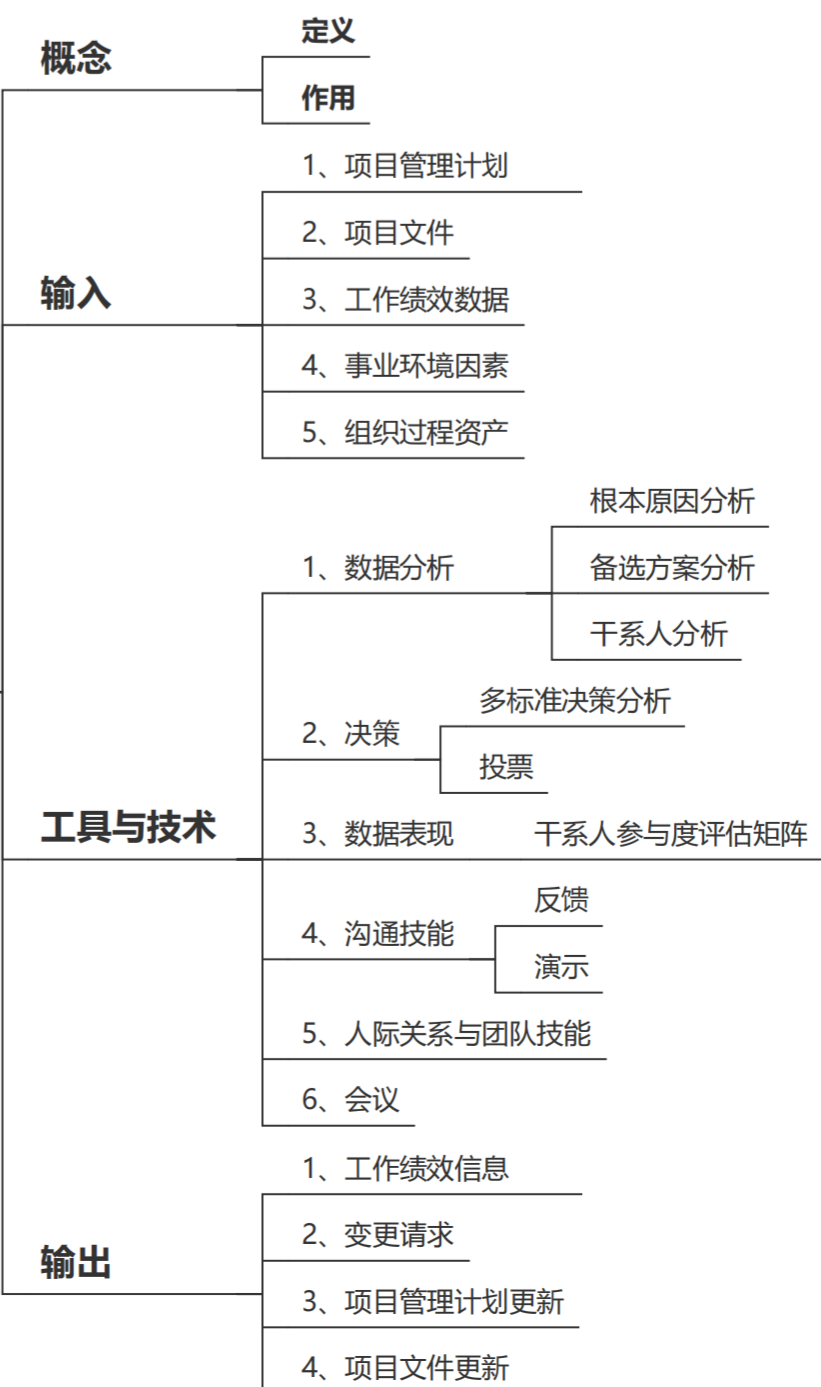 概念
定义
作用
输入
1、项目管理计划
2、项目文件
3、工作绩效数据
4、事业环境因素
5、组织过程资产
工具与技术
1、数据分析
根本原因分析
备选方案分析
干系人分析
2、决策
多标准决策分析
投票
3、数据表现
干系人参与度评估矩阵
4、沟通技能
反馈
演示
5、人际关系与团队技能
6、会议
输出
1、工作绩效信息
2、变更请求
3、项目管理计划更新
4、项目文件更新